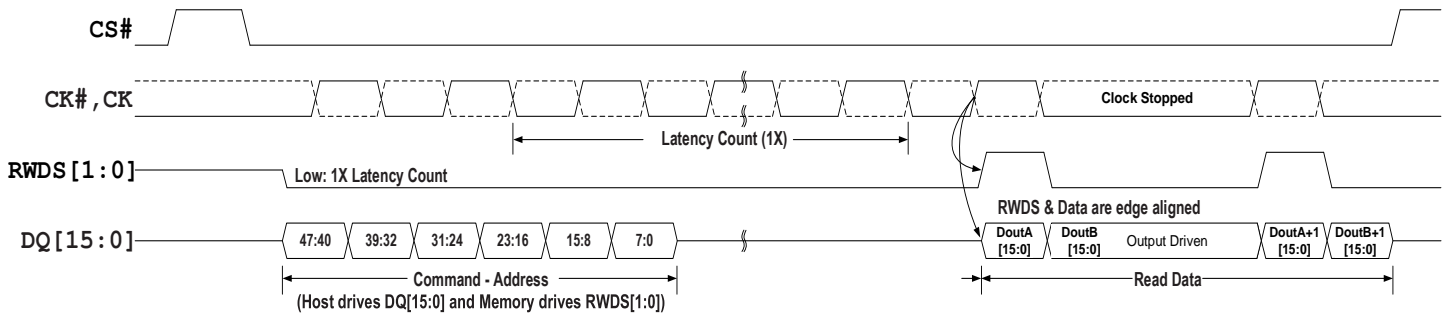 CS#
CK#,CK
Clock Stopped
Latency Count (1X)
RWDS[1:0]
Low: 1X Latency Count
RWDS & Data are edge aligned
DQ[15:0]
47:40 39:32 31:24 23:16 15:8 7:0
DoutA [15:0]
DoutB [15:0]
Output Driven
DoutA+1 [15:0]
DoutB+1 [15:0]
Command - Address
(Host drives DQ[15:0] and Memory drives RWDS[1:0])
Read Data